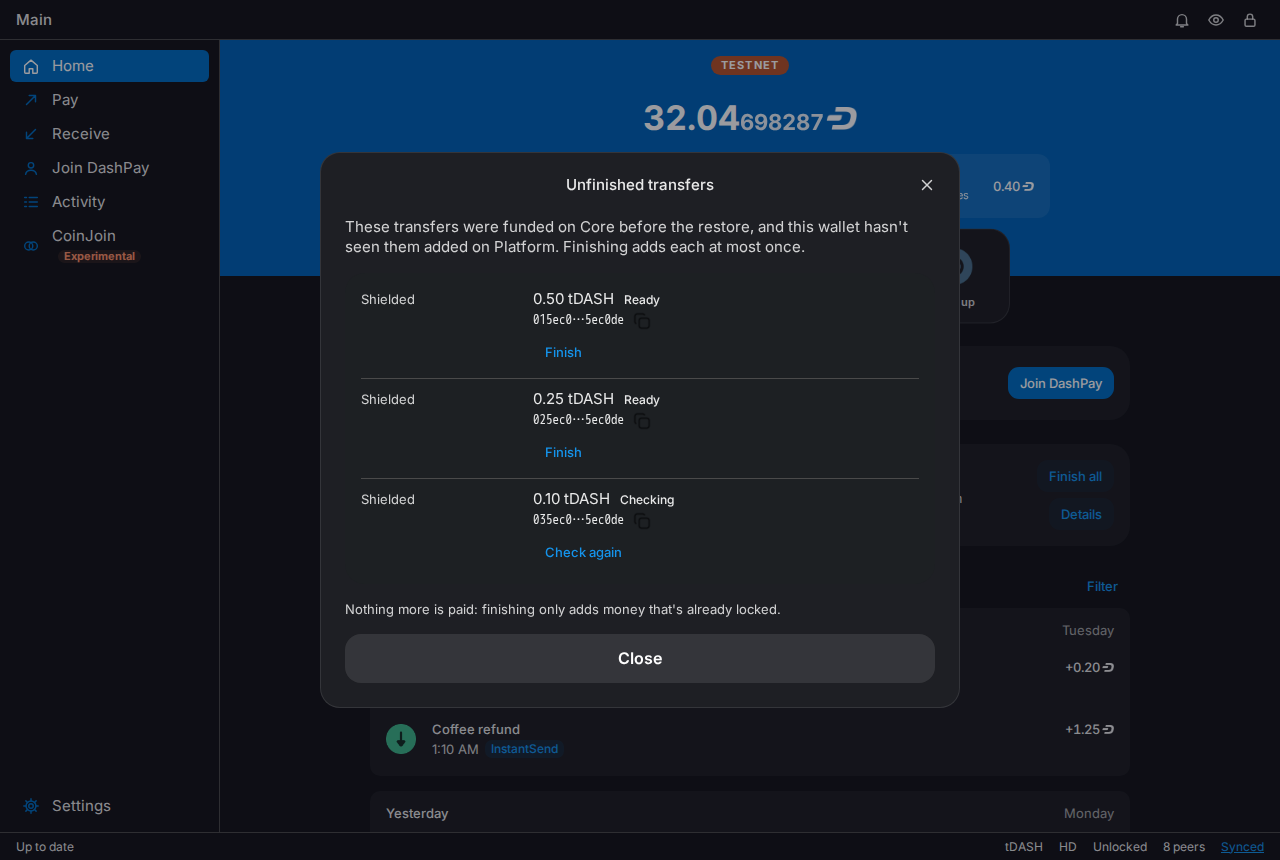 Main
Home
Pay
Receive
Join DashPay
Activity
CoinJoin
Experimental
Settings
TESTNET
32.04698287
0.40
es
up
Join DashPay
Finish all
Details
Filter
Unfinished transfers
These transfers were funded on Core before the restore, and this wallet hasn't
seen them added on Platform. Finishing adds each at most once.
Shielded 0.50 tDASH Ready
015ec0⋯5ec0de
Finish
Shielded 0.25 tDASH Ready
025ec0⋯5ec0de
Finish
Shielded 0.10 tDASH Checking
035ec0⋯5ec0de
Check again
Nothing more is paid: finishing only adds money that's already locked.
Close
Tuesday
+0.20
Coffee refund +1.25
1:10 AM InstantSend
Yesterday Monday
Up to date tDASH HD Unlocked 8 peers Synced